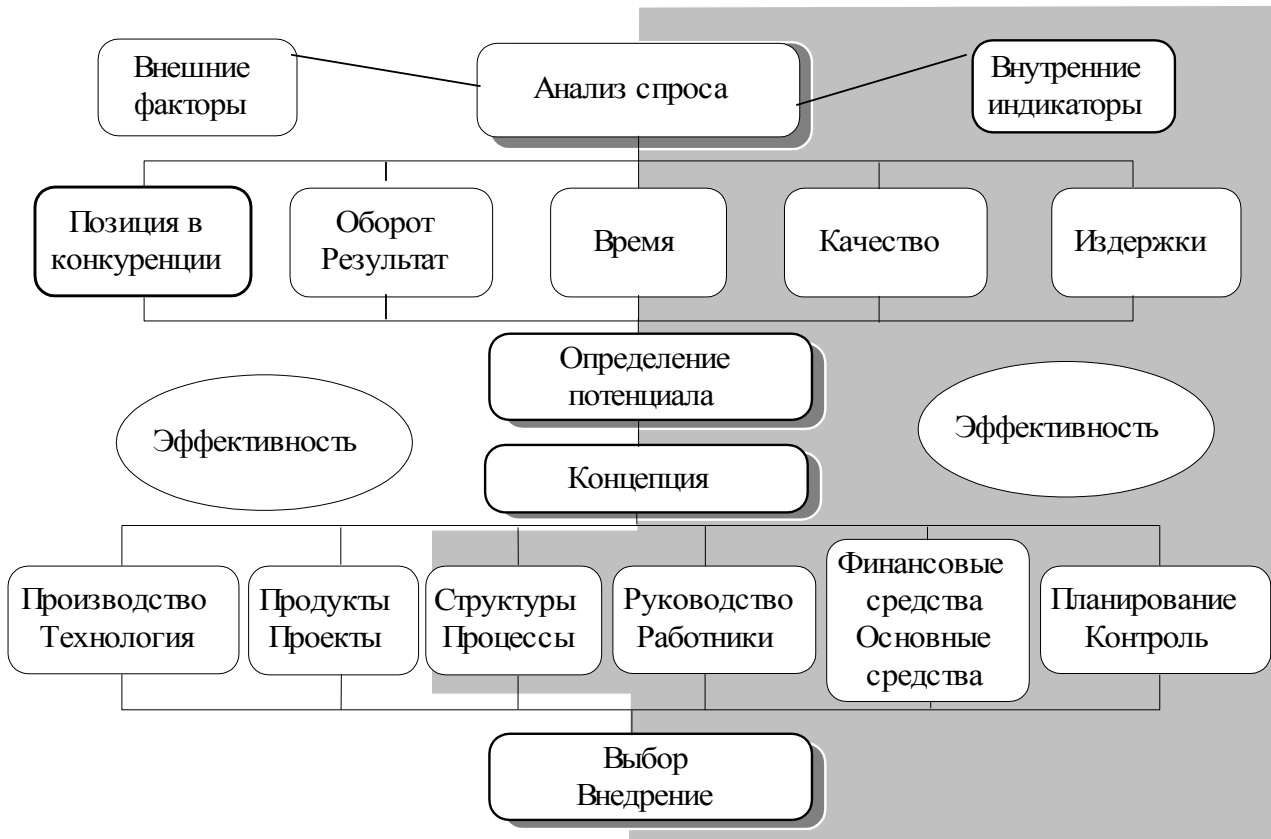 Внешние
факторы
Анализ спроса
Внутренние
индикаторы
Позиция в
конкуренции
Оборот
Результат
Время
Качество
Издержки
Определение
потенциала
Эффективность
Эффективность
Концепция
Производство
Технология
Продукты
Проекты
Структуры
Процессы
Руководство
Работники
Финансовые
средства
Основные
средства
Планирование
Контроль
Выбор
Внедрение